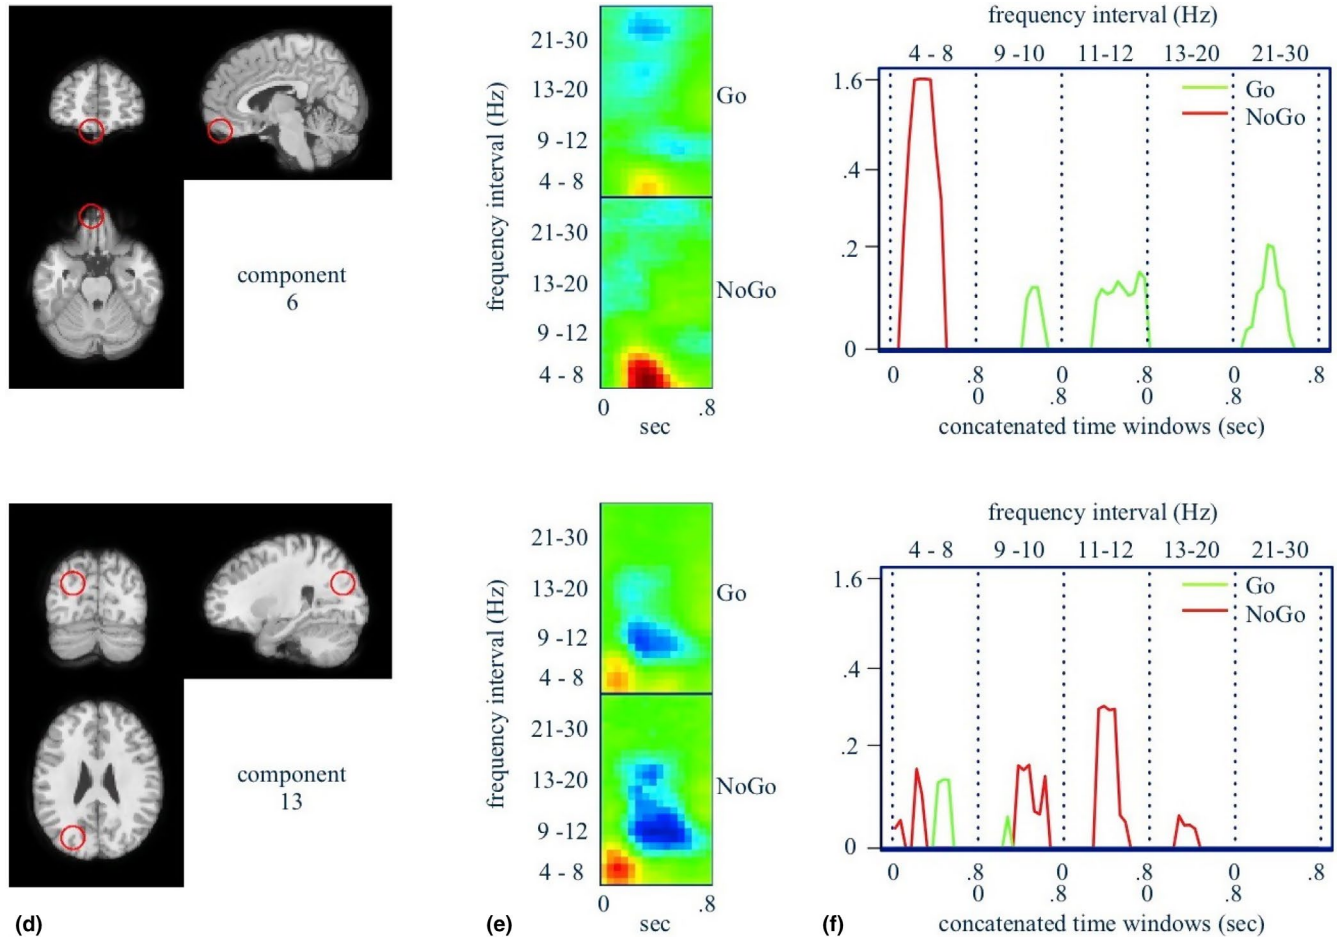 component
6
frequency interval (Hz)
21-30
13-20
9 -12
4 - 8
21-30
13-20
9 -12
4 - 8
Go
NoGo
0 .8
sec
frequency interval (Hz)
4 - 8 9 -10 11-12 13-20 21-30
Go
NoGo
1.6
.4
.2
0
0 .8 0 .8 0 .8
0 .8 0 .8
concatenated time windows (sec)
component
13
frequency interval (Hz)
21-30
13-20
9 -12
4 - 8
21-30
13-20
9 -12
4 - 8
Go
NoGo
0 .8
sec
frequency interval (Hz)
4 - 8 9 -10 11-12 13-20 21-30
Go
NoGo
1.6
.4
.2
0
0 .8 0 .8 0 .8
0 .8 0 .8
concatenated time windows (sec)
(d) (e) (f)